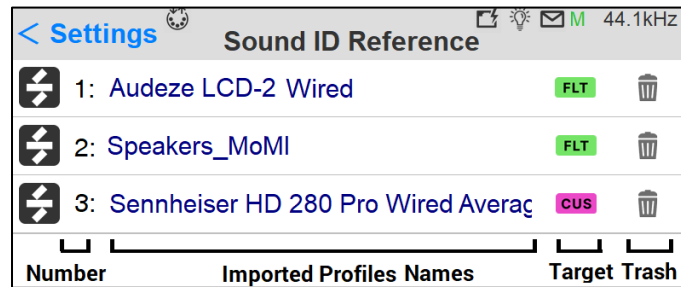 < Settings Sound ID Reference M 44.1kHz
1: Audeze LCD-2 Wired FLT
2: Speakers_MoMI FLT
3: Sennheiser HD 280 Pro Wired Averag CUS
Number Imported Profiles Names Target Trash